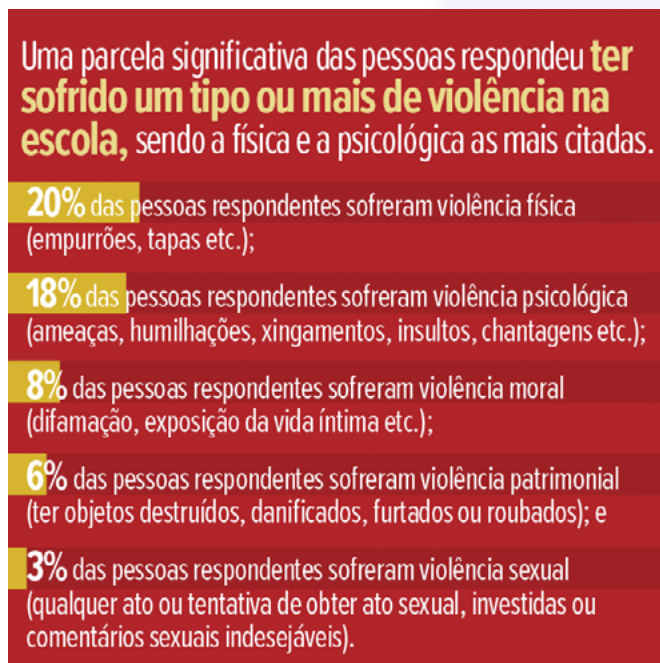 Uma parcela significativa das pessoas respondeu ter
sofrido um tipo ou mais de violência na
escola, sendo a física e a psicológica as mais citadas.
20% das pessoas respondentes sofreram violência física
(empurrões, tapas etc.);
18% das pessoas respondentes sofreram violência psicológica
(ameaças, humilhações, xingamentos, insultos, chantagens etc.);
8% das pessoas respondentes sofreram violência moral
(difamação, exposição da vida íntima etc.);
6% das pessoas respondentes sofreram violência patrimonial
(ter objetos destruídos, danificados, furtados ou roubados); e
3% das pessoas respondentes sofreram violência sexual
(qualquer ato ou tentativa de obter ato sexual, investidas ou
comentários sexuais indesejáveis).